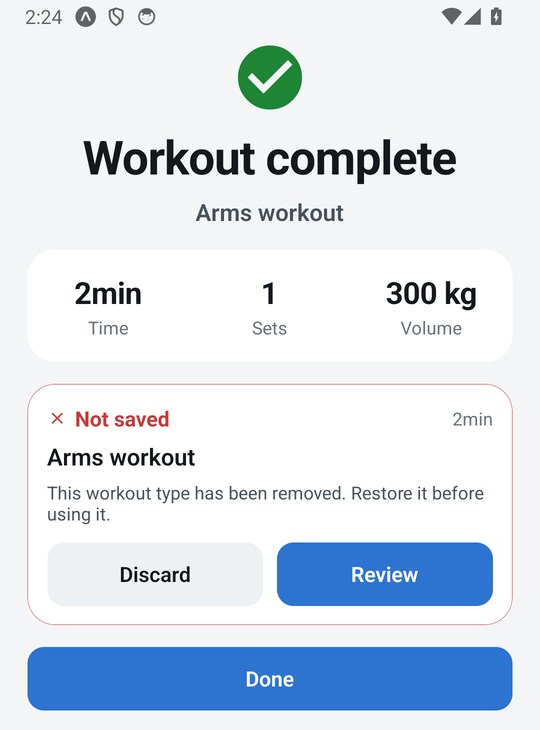 2:24
Workout complete
Arms workout
2min
1
300 kg
Time
Sets
Volume
Not saved
2min
Arms workout
This workout type has been removed. Restore it before
using it.
Discard
Review
Done